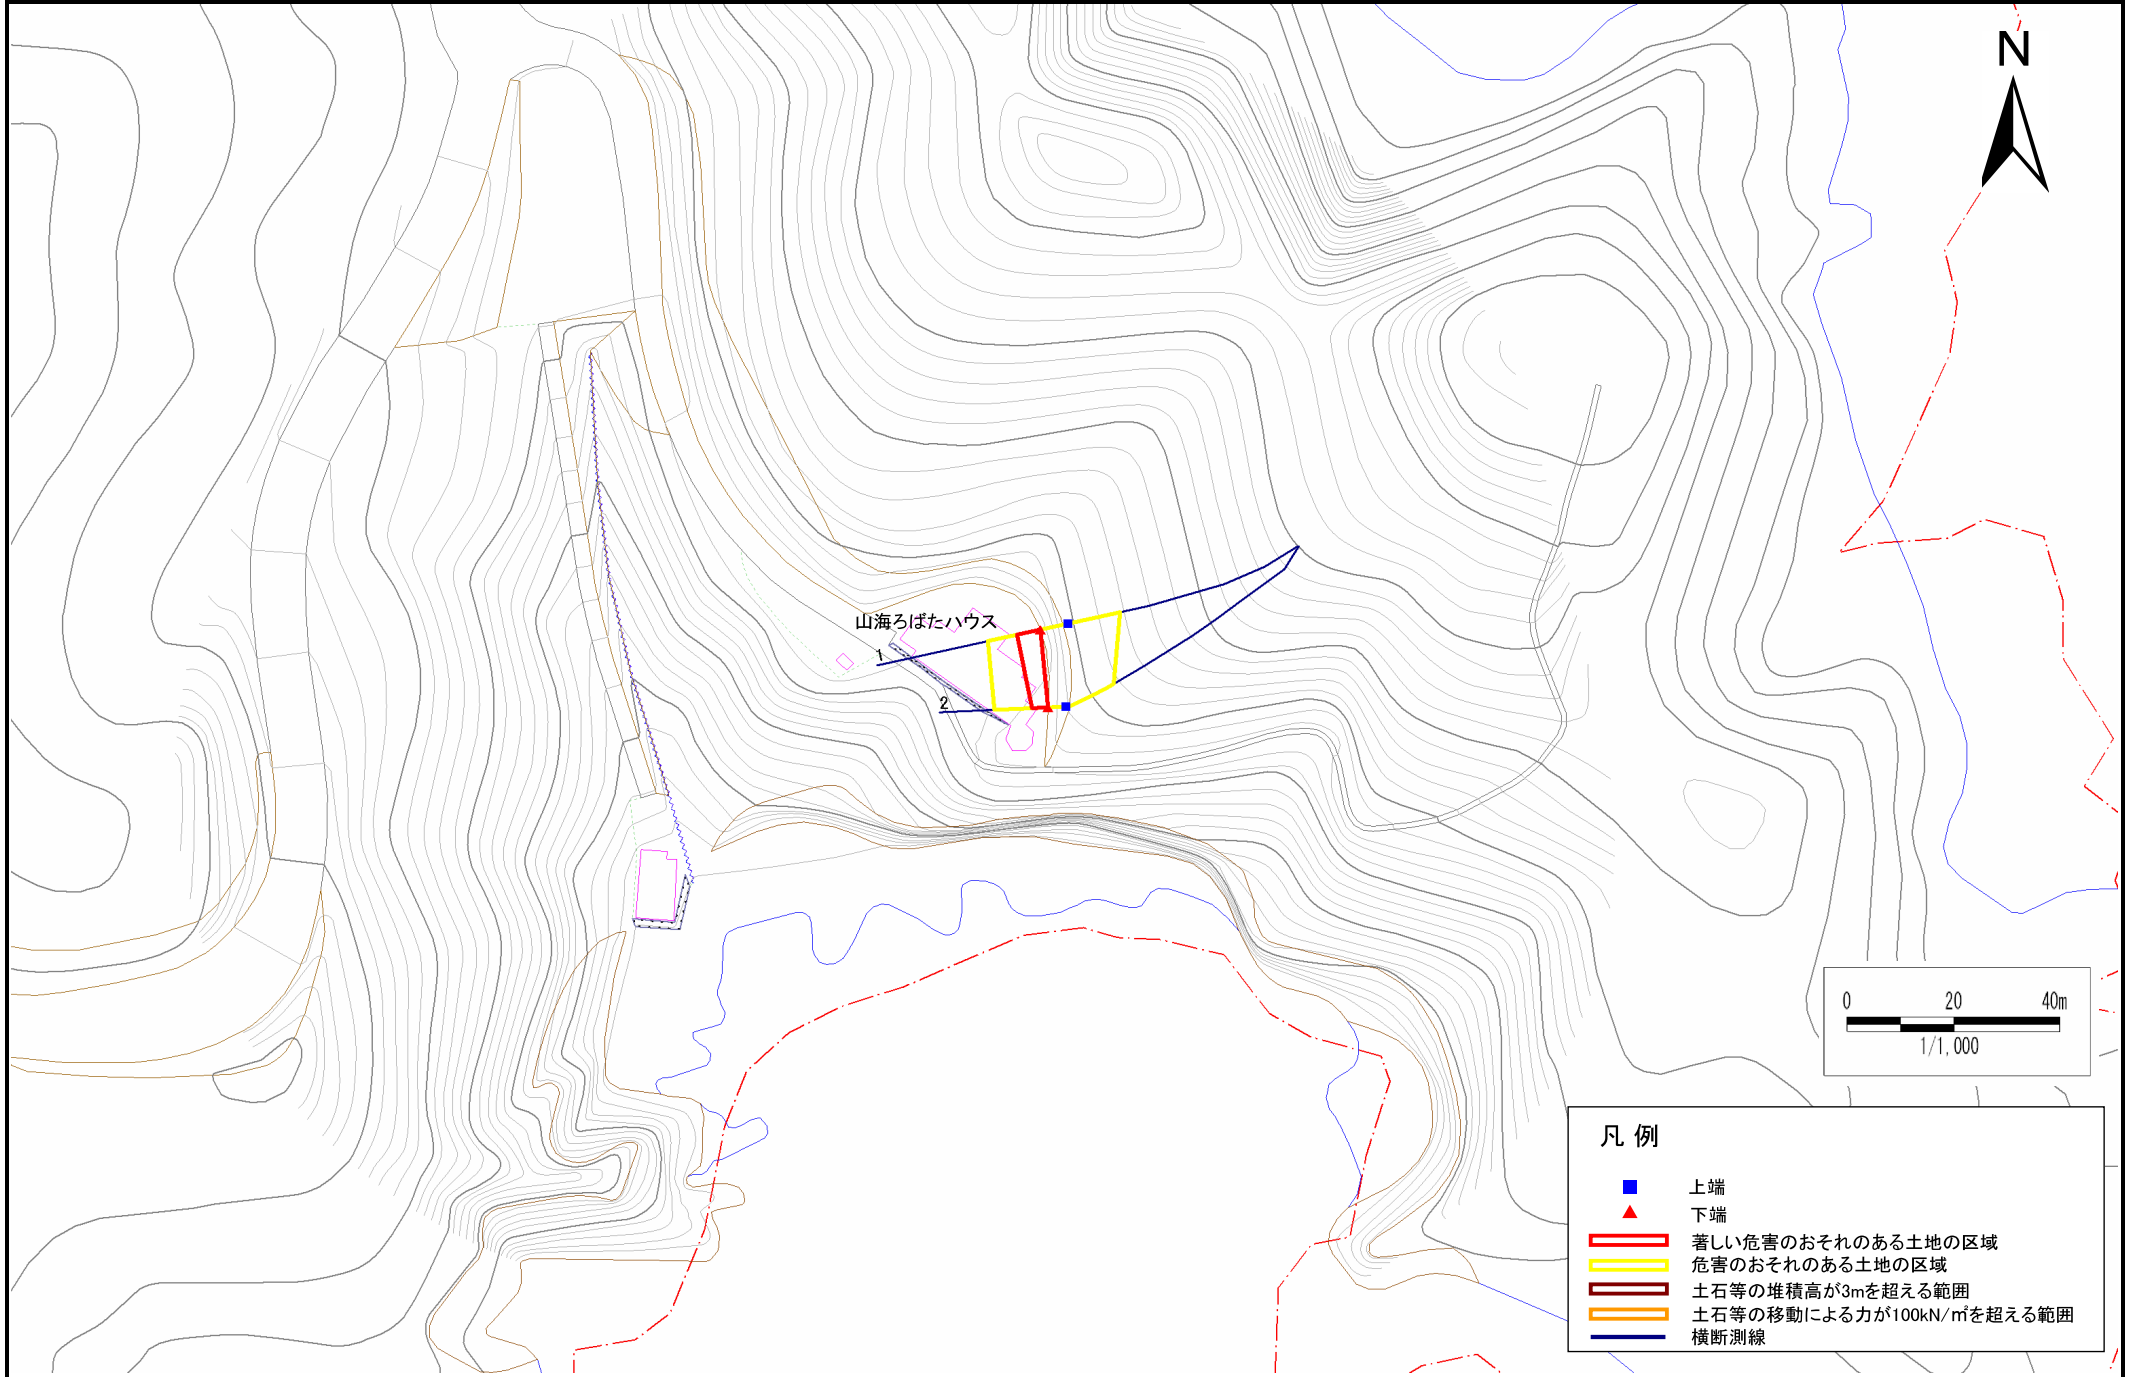 N
山海ろばたハウス
1
2
0 20 40m
1/1,000
凡 例
上端
下端
著しい危害のおそれのある土地の区域
危害のおそれのある土地の区域
土石等の堆積高が3mを超える範囲
土石等の移動による力が100kN/㎡を超える範囲
横断測線